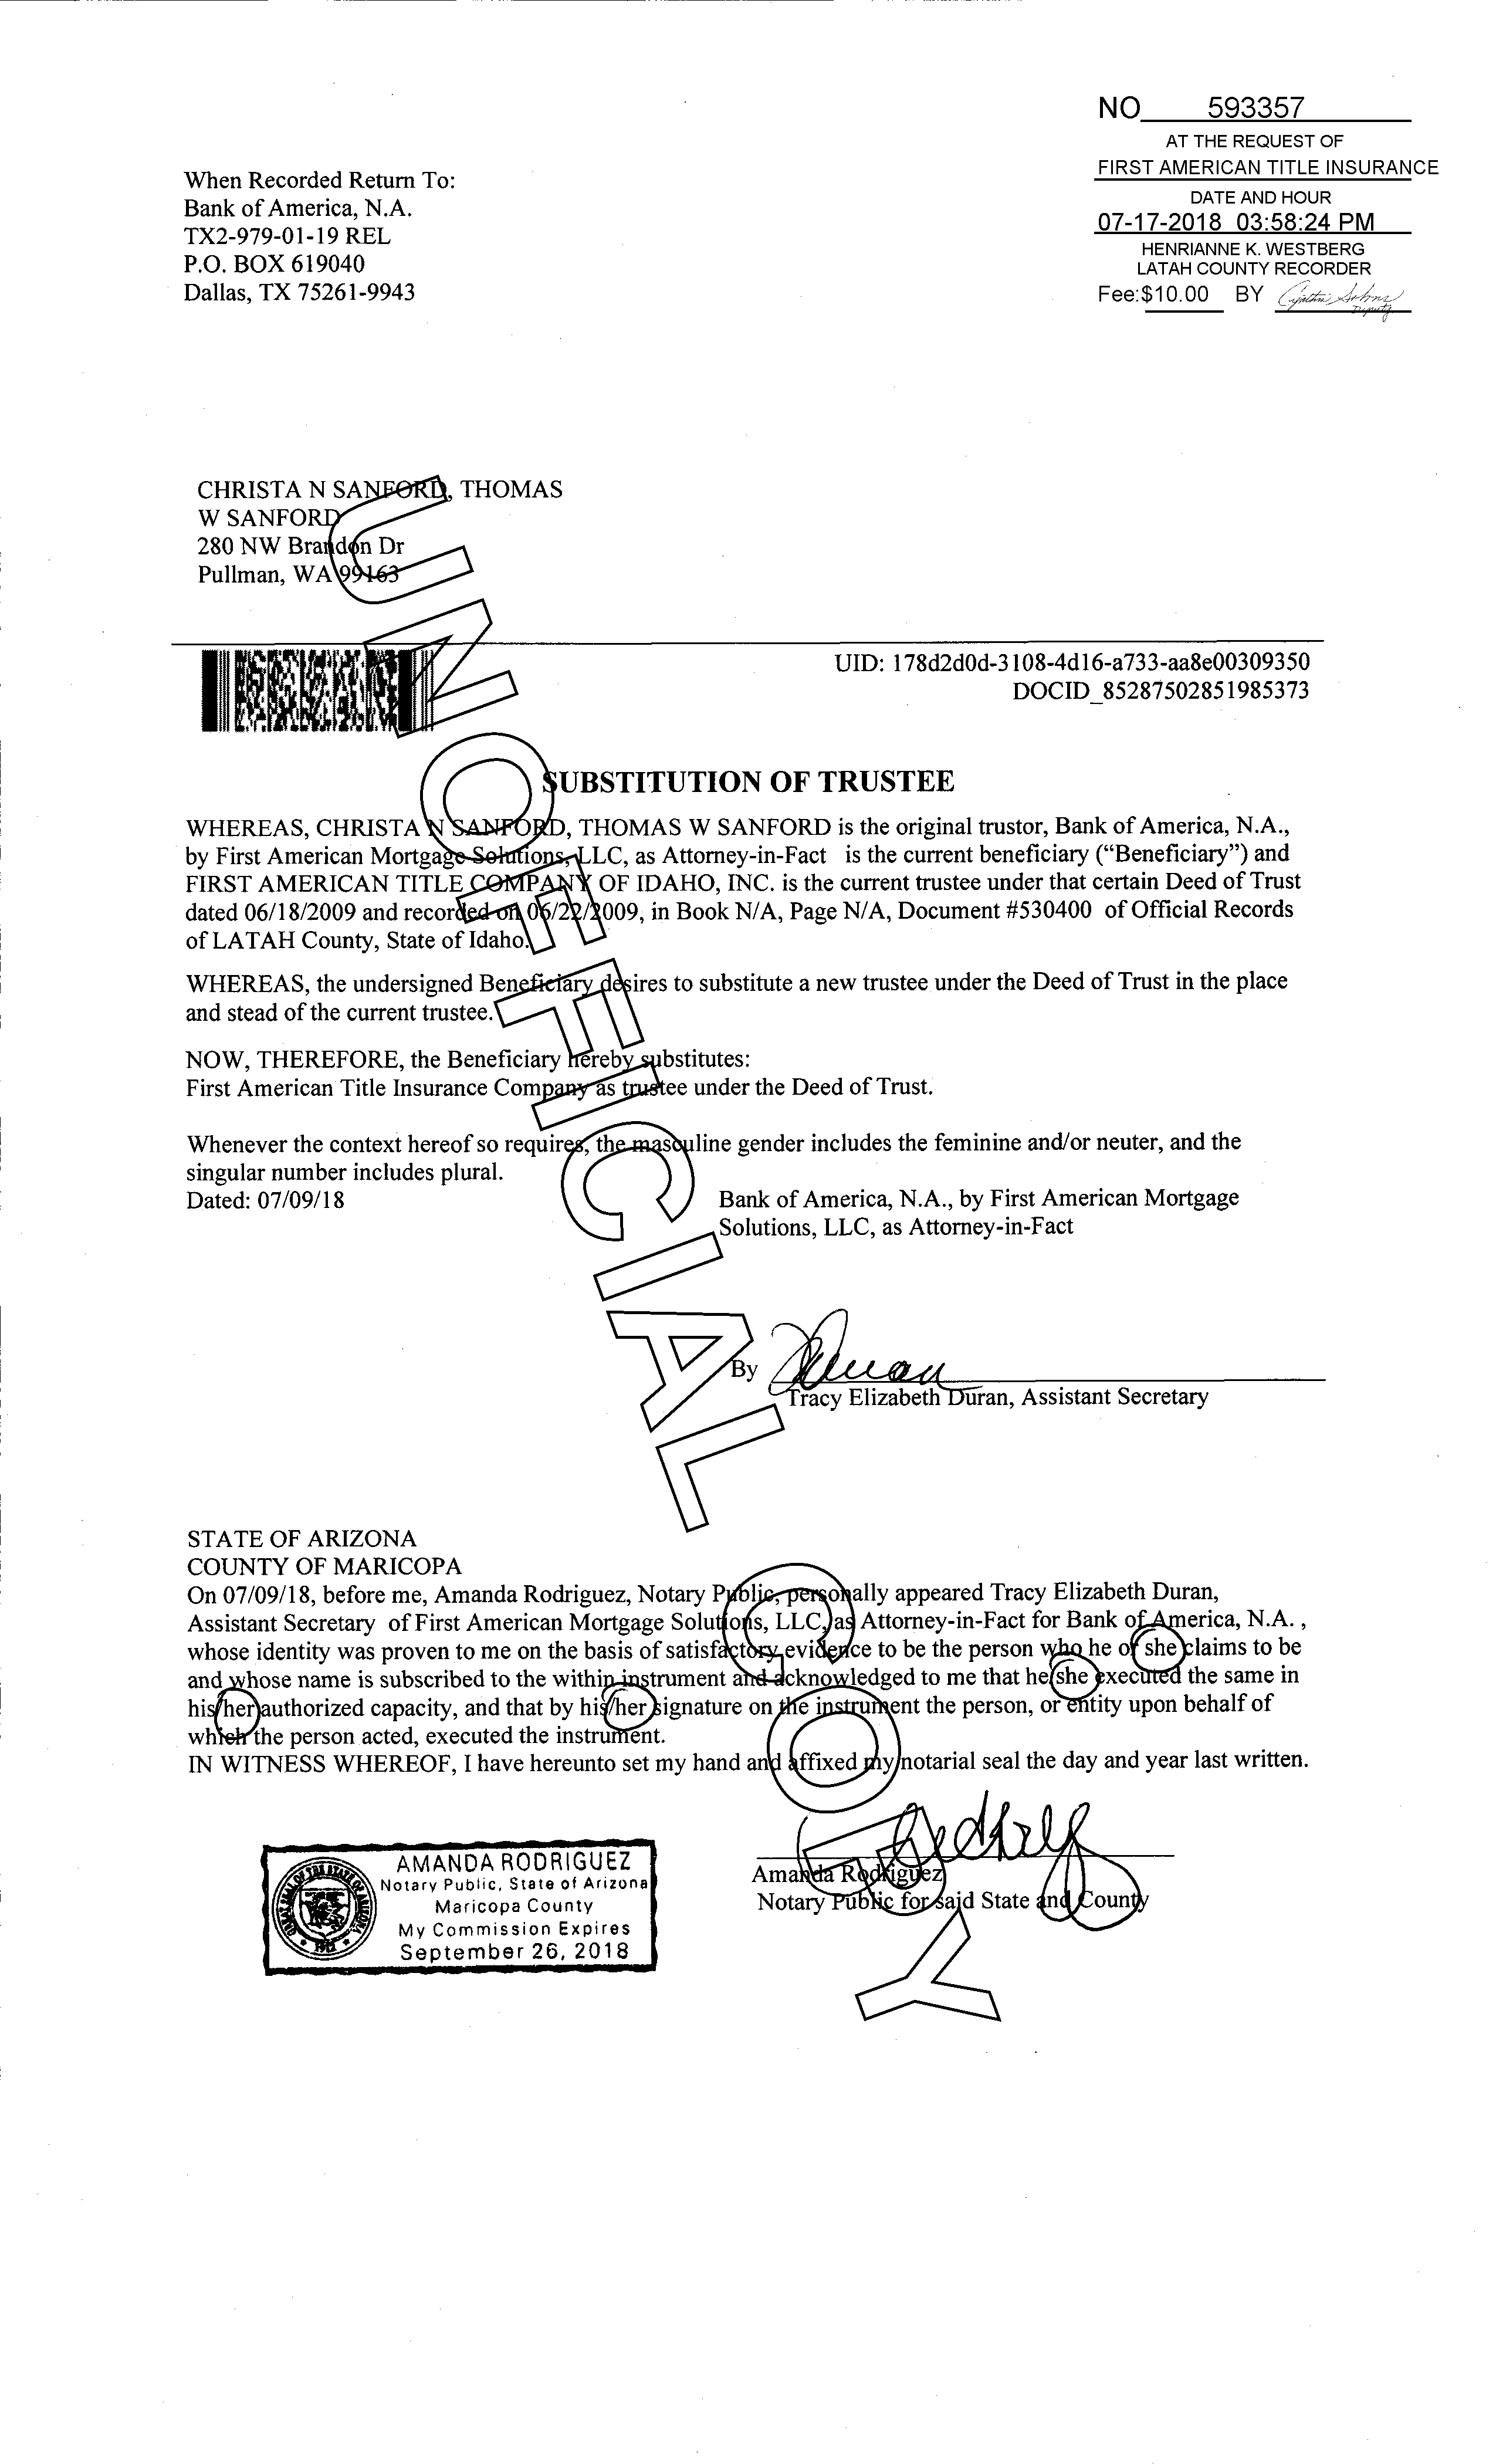 NO 593357
AT THE REQUEST OF
FIRST AMERICAN TITLE INSURANCE
DATE AND HOUR
07-17-2018 03:58:24 PM
HENRIANNE K. WESTBERG
LATAH COUNTY RECORDER
Fee:$10.00 BY
Deputy
When Recorded Return To:
Bank of America, N.A.
TX2-979-01-19 REL
P.O. BOX 619040
Dallas, TX 75261-9943
CHRISTA N SANFORD, THOMAS
W SANFORD
280 NW Brandon Dr
Pullman, WA 99163
UID: 178d2d0d-3108-4d16-a733-aa8e00309350
DOCID_85287502851985373
SUBSTITUTION OF TRUSTEE
WHEREAS, CHRISTA N SANFORD, THOMAS W SANFORD is the original trustor, Bank of America, N.A.,
by First American Mortgage Solutions, LLC, as Attorney-in-Fact is the current beneficiary (“Beneficiary”) and
FIRST AMERICAN TITLE COMPANY OF IDAHO, INC. is the current trustee under that certain Deed of Trust
dated 06/18/2009 and recorded on 06/22/2009, in Book N/A, Page N/A, Document #530400 of Official Records
of LATAH County, State of Idaho.
WHEREAS, the undersigned Beneficiary desires to substitute a new trustee under the Deed of Trust in the place
and stead of the current trustee.
NOW, THEREFORE, the Beneficiary hereby substitutes:
First American Title Insurance Company as trustee under the Deed of Trust.
Whenever the context hereof so requires, the masculine gender includes the feminine and/or neuter, and the
singular number includes plural.
Dated: 07/09/18
Bank of America, N.A., by First American Mortgage
Solutions, LLC, as Attorney-in-Fact
By
Tracy Elizabeth Duran, Assistant Secretary
STATE OF ARIZONA
COUNTY OF MARICOPA
On 07/09/18, before me, Amanda Rodriguez, Notary Public, personally appeared Tracy Elizabeth Duran,
Assistant Secretary of First American Mortgage Solutions, LLC, as Attorney-in-Fact for Bank of America, N.A. ,
whose identity was proven to me on the basis of satisfactory evidence to be the person who he or she claims to be
and whose name is subscribed to the within instrument and acknowledged to me that he/she executed the same in
his/her authorized capacity, and that by his/her signature on the instrument the person, or entity upon behalf of
which the person acted, executed the instrument.
IN WITNESS WHEREOF, I have hereunto set my hand and affixed my notarial seal the day and year last written.
AMANDA RODRIGUEZ
Notary Public, State of Arizona
Maricopa County
My Commission Expires
September 26, 2018
Amanda Rodriguez
Notary Public for said State and County
UNOFFICIAL COPY